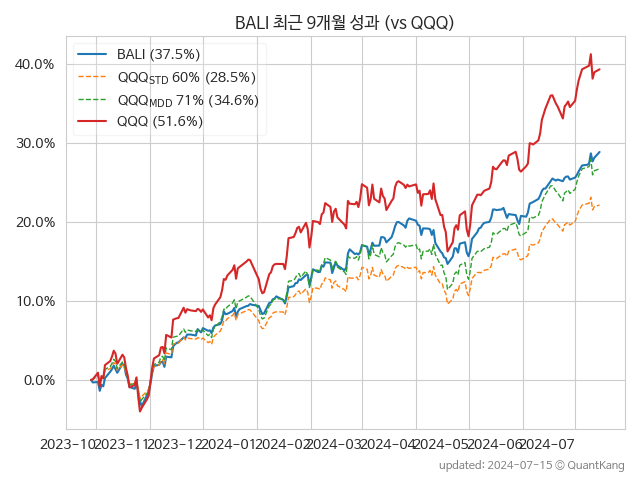 BALI 최근 9개월 성과 (vs QQQ)
BALI (37.5%)
QQQSTD 60% (28.5%)
QQQMDD 71% (34.6%)
QQQ (51.6%)
40.0%
30.0%
20.0%
10.0%
0.0%
2023-10 2023-11 2023-12 2024-01 2024-02 2024-03 2024-04 2024-05 2024-06 2024-07
updated: 2024-07-15 © QuantKang